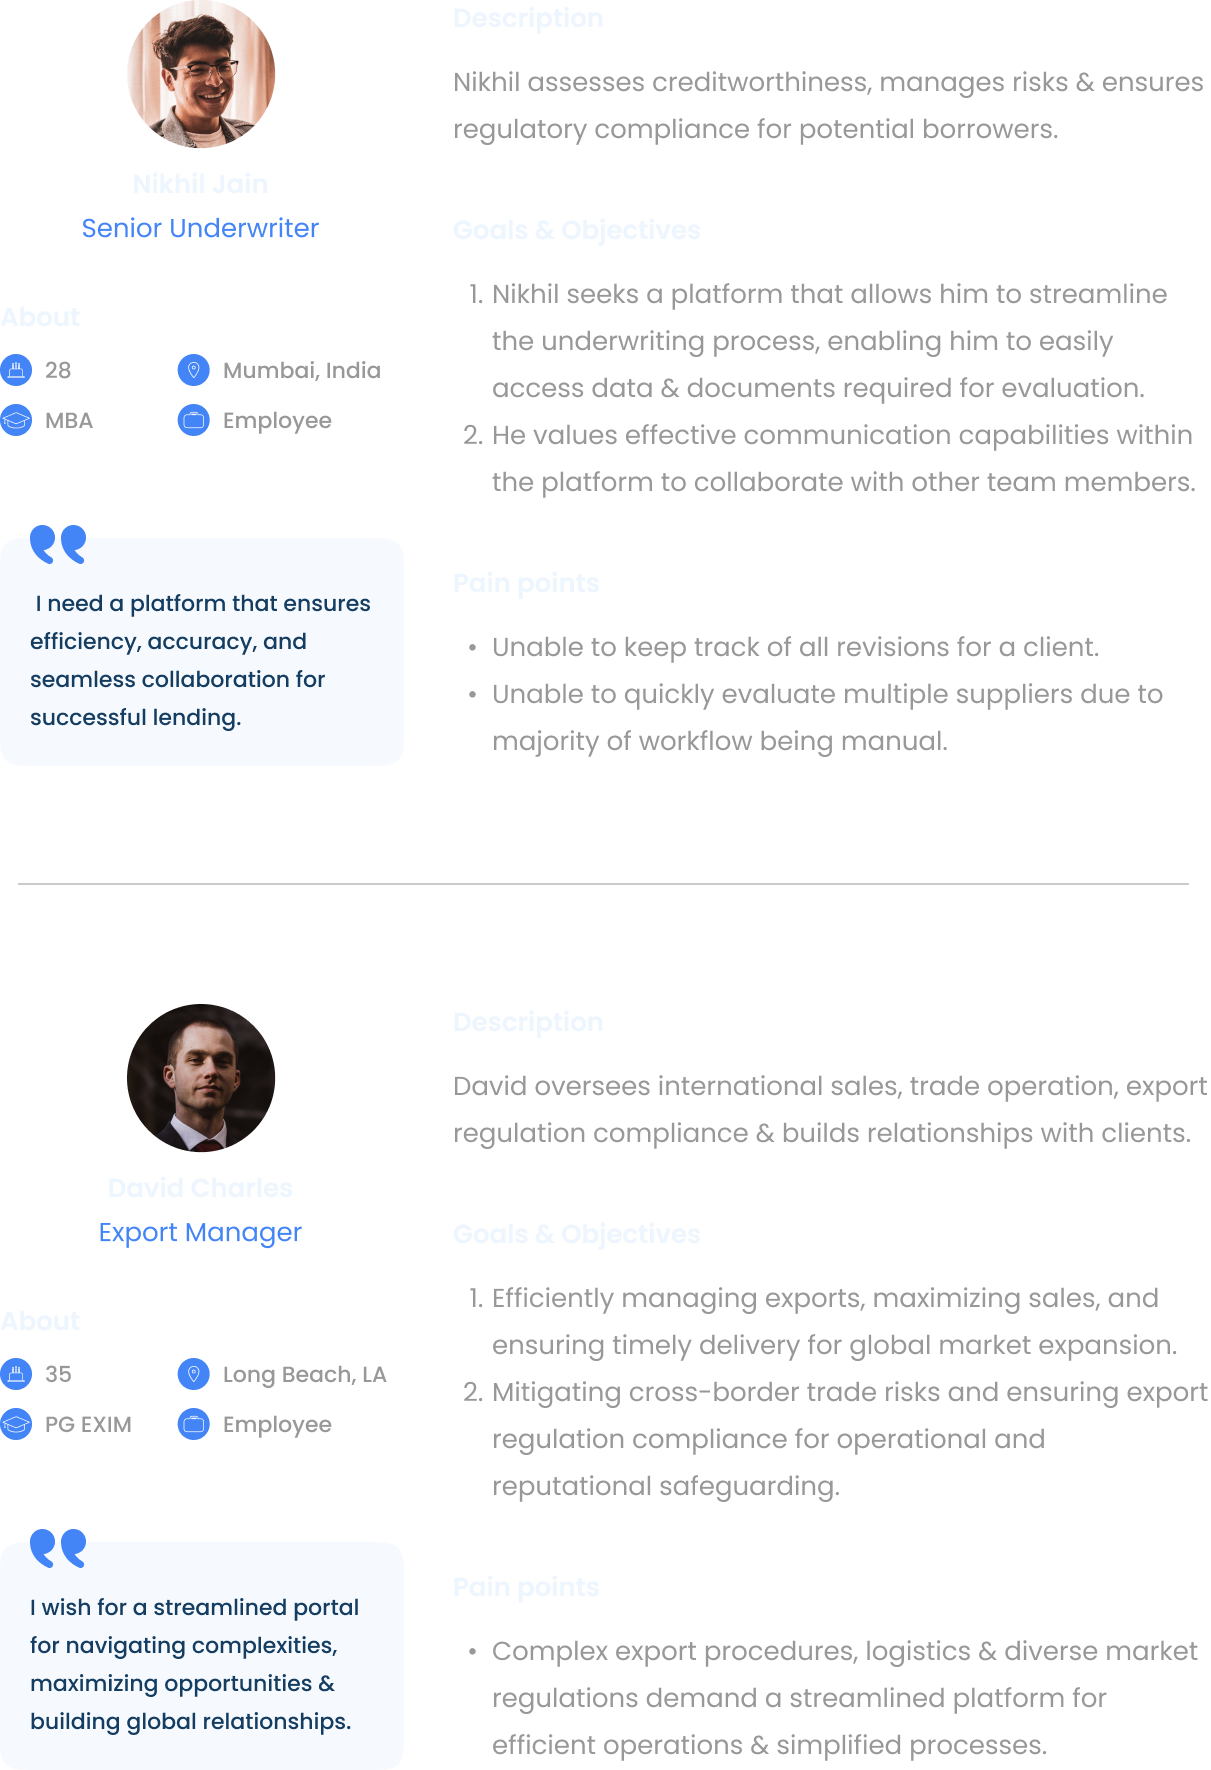 Nikhil Jain
Senior Underwriter
About
28
Mumbai, India
MBA
Employee
I need a platform that ensures
efficiency, accuracy, and
seamless collaboration for
successful lending.
Description
Nikhil assesses creditworthiness, manages risks & ensures
regulatory compliance for potential borrowers.
Goals & Objectives
1. Nikhil seeks a platform that allows him to streamline
the underwriting process, enabling him to easily
access data & documents required for evaluation.
2. He values effective communication capabilities within
the platform to collaborate with other team members.
Pain points
• Unable to keep track of all revisions for a client.
• Unable to quickly evaluate multiple suppliers due to
majority of workflow being manual.
David Charles
Export Manager
About
35
Long Beach, LA
PG EXIM
Employee
I wish for a streamlined portal
for navigating complexities,
maximizing opportunities &
building global relationships.
Description
David oversees international sales, trade operation, export
regulation compliance & builds relationships with clients.
Goals & Objectives
1. Efficiently managing exports, maximizing sales, and
ensuring timely delivery for global market expansion.
2. Mitigating cross-border trade risks and ensuring export
regulation compliance for operational and
reputational safeguarding.
Pain points
• Complex export procedures, logistics & diverse market
regulations demand a streamlined platform for
efficient operations & simplified processes.